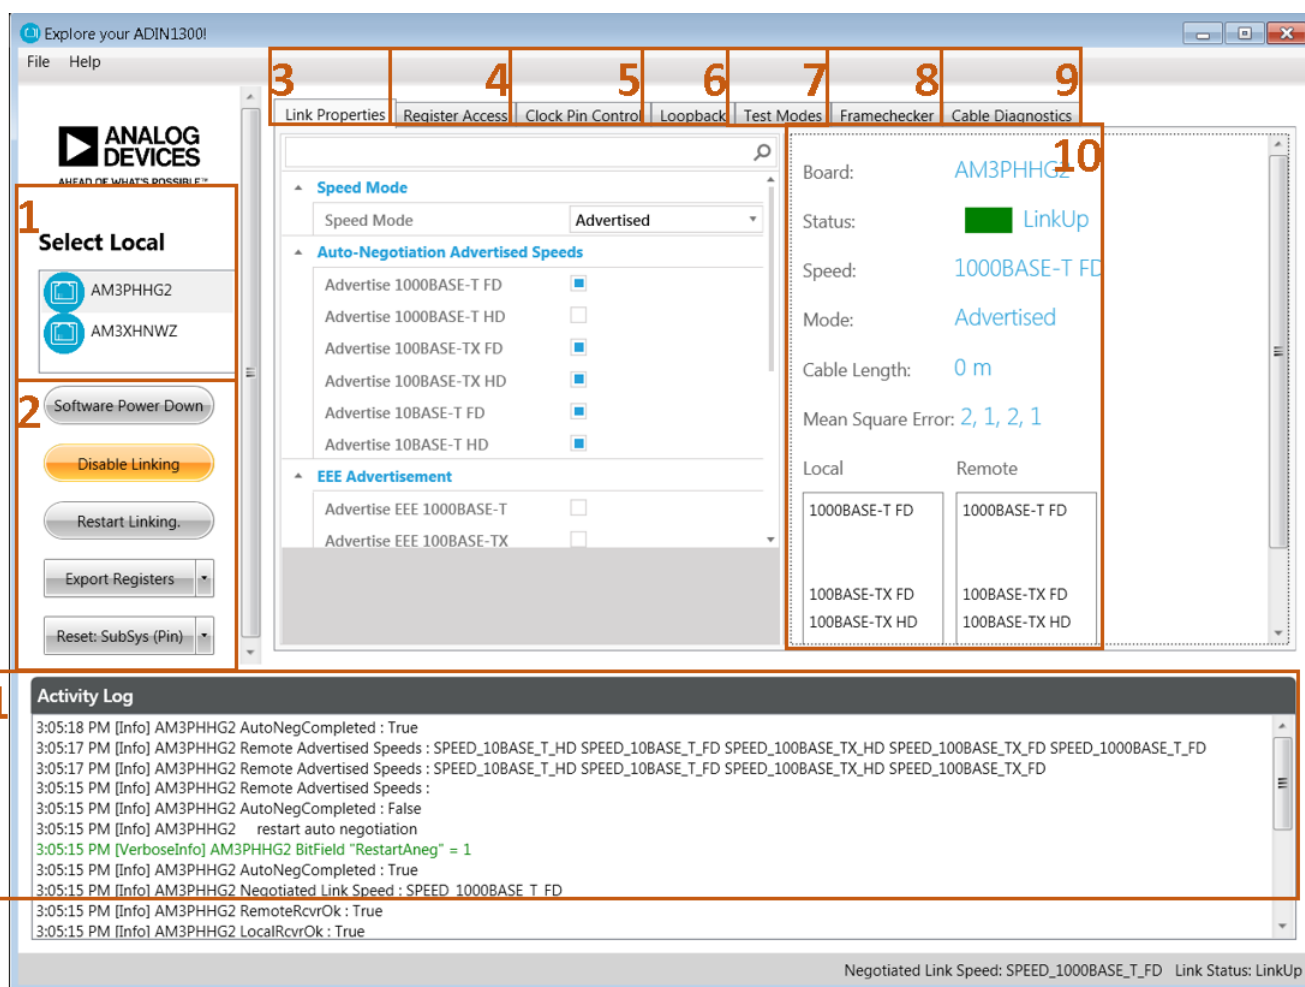 Explore your ADIN1300!
File Help
3 4 5 6 7 8 9
Link Properties Register Access Clock Pin Control Loopback Test Modes Framechecker Cable Diagnostics
ANALOG
DEVICES
AHEAD OF WHAT'S POSSIBLE™
1
Select Local
AM3PHHG2
AM3XHNWZ
2
Software Power Down
Disable Linking
Restart Linking.
Export Registers
Reset: SubSys (Pin)
Speed Mode
Speed Mode Advertised
Auto-Negotiation Advertised Speeds
Advertise 1000BASE-T FD
Advertise 1000BASE-T HD
Advertise 100BASE-TX FD
Advertise 100BASE-TX HD
Advertise 10BASE-T FD
Advertise 10BASE-T HD
EEE Advertisement
Advertise EEE 1000BASE-T
Advertise EEE 100BASE-TX
10
Board: AM3PHHG2
Status: LinkUp
Speed: 1000BASE-T FD
Mode: Advertised
Cable Length: 0 m
Mean Square Error: 2, 1, 2, 1
Local Remote
1000BASE-T FD 1000BASE-T FD
100BASE-TX FD 100BASE-TX FD
100BASE-TX HD 100BASE-TX HD
Activity Log
3:05:18 PM [Info] AM3PHHG2 AutoNegCompleted : True
3:05:17 PM [Info] AM3PHHG2 Remote Advertised Speeds : SPEED_10BASE_T_HD SPEED_10BASE_T_FD SPEED_100BASE_TX_HD SPEED_100BASE_TX_FD SPEED_1000BASE_T_FD
3:05:17 PM [Info] AM3PHHG2 Remote Advertised Speeds : SPEED_10BASE_T_HD SPEED_10BASE_T_FD SPEED_100BASE_TX_HD SPEED_100BASE_TX_FD
3:05:15 PM [Info] AM3PHHG2 Remote Advertised Speeds :
3:05:15 PM [Info] AM3PHHG2 AutoNegCompleted : False
3:05:15 PM [Info] AM3PHHG2 restart auto negotiation
3:05:15 PM [VerboseInfo] AM3PHHG2 BitField "RestartAneg" = 1
3:05:15 PM [Info] AM3PHHG2 AutoNegCompleted : True
3:05:15 PM [Info] AM3PHHG2 Negotiated Link Speed : SPEED_1000BASE_T_FD
3:05:15 PM [Info] AM3PHHG2 RemoteRcvrOk : True
3:05:15 PM [Info] AM3PHHG2 LocalRcvrOk : True
Negotiated Link Speed: SPEED_1000BASE_T_FD Link Status: LinkUp